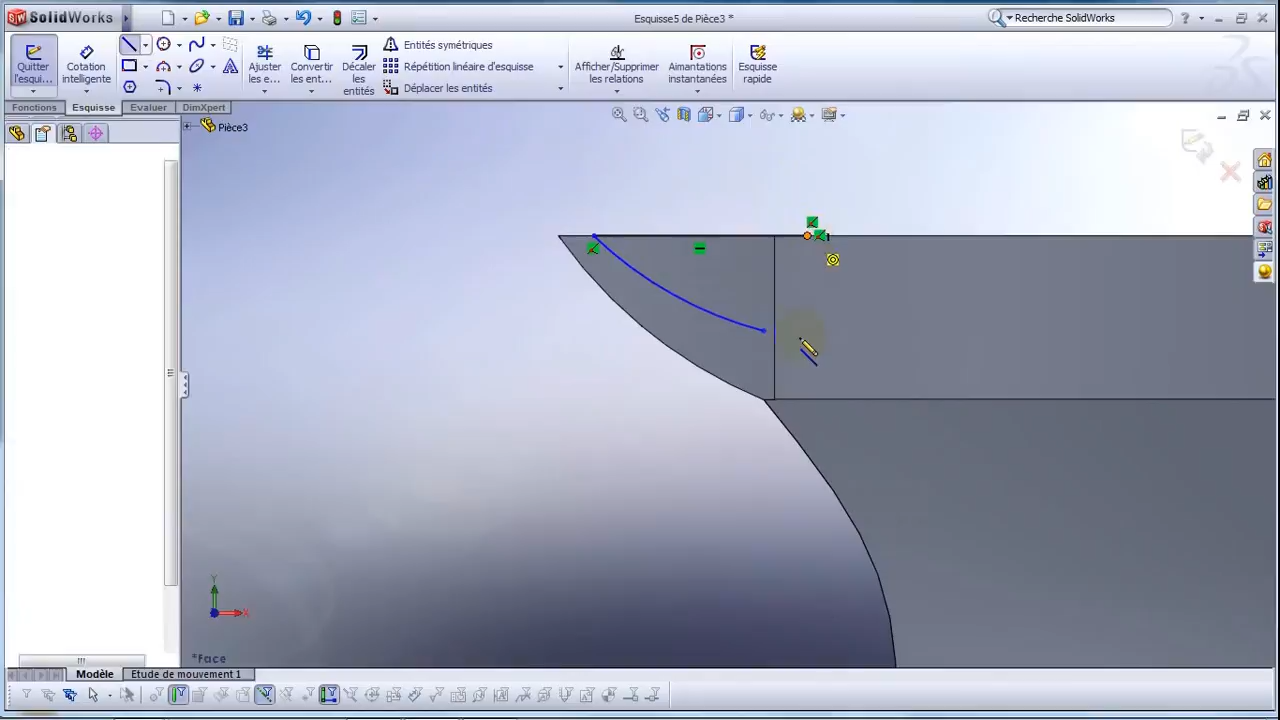 SolidWorks
Esquisse5 de Pièce3 *
Recherche SolidWorks
Quitter l'esqui...
Cotation intelligente
Ajuster les e...
Convertir les ent...
Décaler les entités
Entités symétriques
Répétition linéaire d'esquisse
Déplacer les entités
Afficher/Supprimer les relations
Aimantations instantanées
Esquisse rapide
Fonctions
Esquisse
Evaluer
DimXpert
Pièce3
Y
X
*Face
Modèle
Etude de mouvement 1